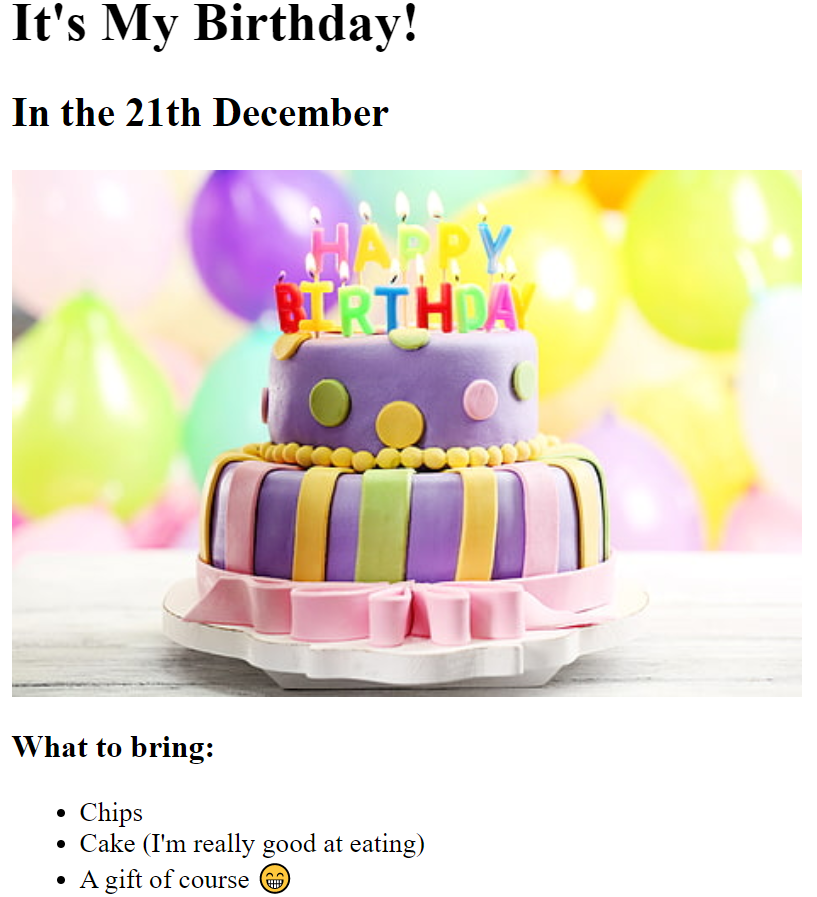 It's My Birthday!
In the 21th December
HAPPY
BIRTHDAY
What to bring:
Chips
Cake (I'm really good at eating)
A gift of course 😁